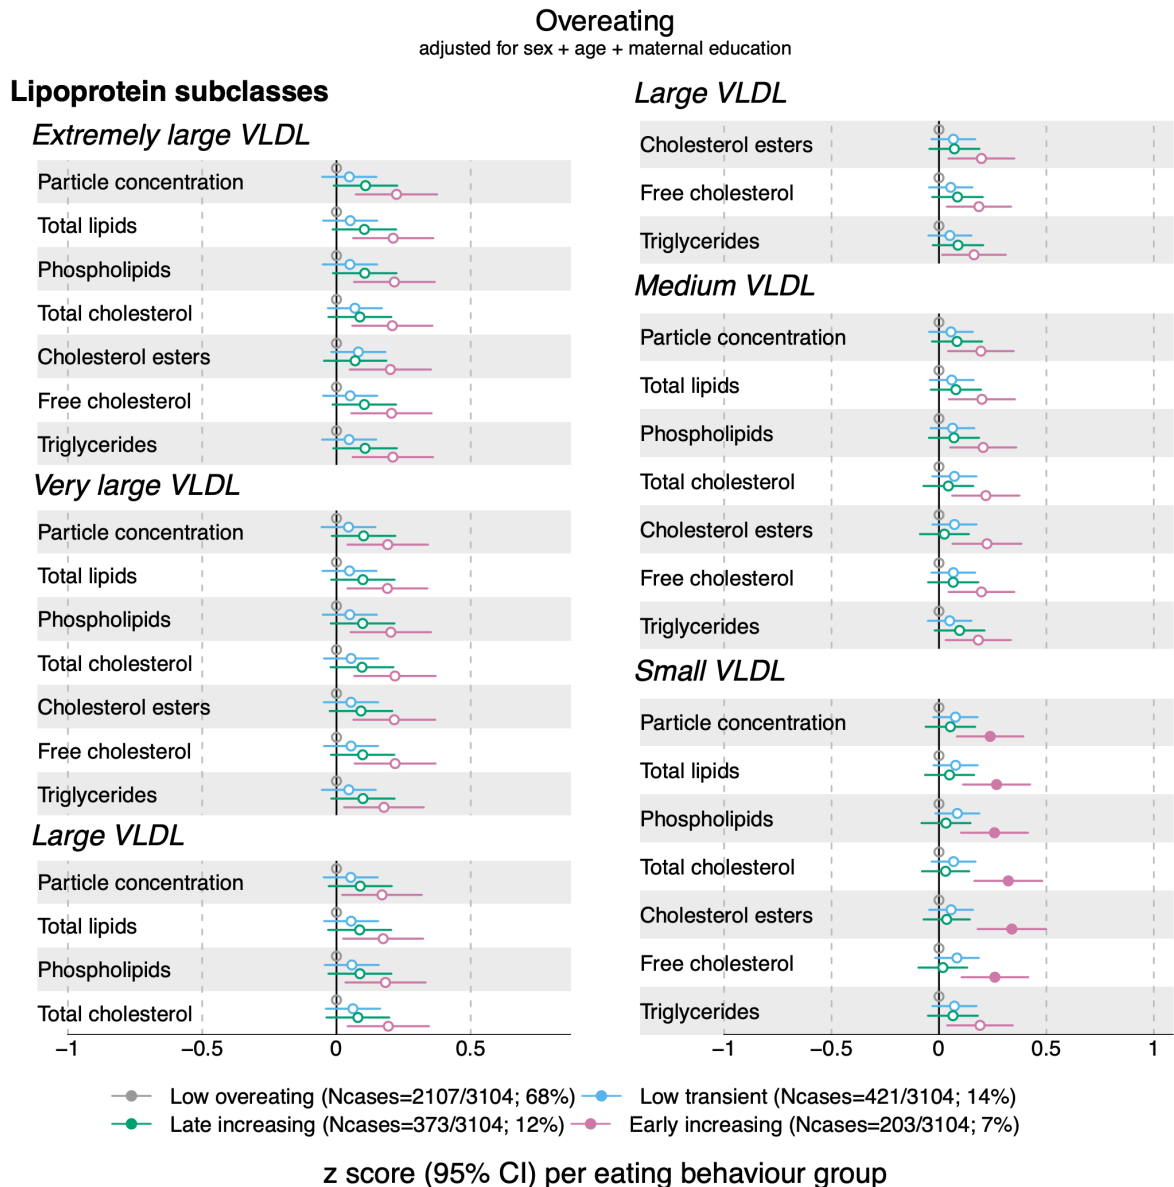 Overeating
adjusted for sex + age + maternal education
Lipoprotein subclasses
Extremely large VLDL
Particle concentration
Total lipids
Phospholipids
Total cholesterol
Cholesterol esters
Free cholesterol
Triglycerides
Very large VLDL
Particle concentration
Total lipids
Phospholipids
Total cholesterol
Cholesterol esters
Free cholesterol
Triglycerides
Large VLDL
Particle concentration
Total lipids
Phospholipids
Total cholesterol
−1 −0.5 0 0.5
Large VLDL
Cholesterol esters
Free cholesterol
Triglycerides
Medium VLDL
Particle concentration
Total lipids
Phospholipids
Total cholesterol
Cholesterol esters
Free cholesterol
Triglycerides
Small VLDL
Particle concentration
Total lipids
Phospholipids
Total cholesterol
Cholesterol esters
Free cholesterol
Triglycerides
−1 −0.5 0 0.5 1
Low overeating (Ncases=2107/3104; 68%) Low transient (Ncases=421/3104; 14%)
Late increasing (Ncases=373/3104; 12%) Early increasing (Ncases=203/3104; 7%)
z score (95% CI) per eating behaviour group